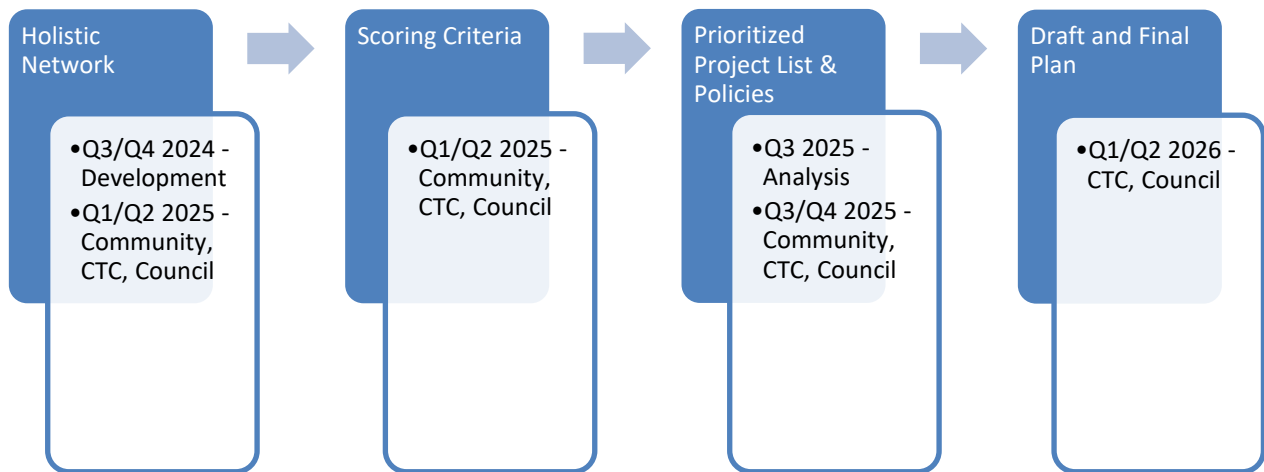 Holistic
Network
•Q3/Q4 2024 -
Development
•Q1/Q2 2025 -
Community,
CTC, Council
Scoring Criteria
•Q1/Q2 2025 -
Community,
CTC, Council
Prioritized
Project List &
Policies
•Q3 2025 -
Analysis
•Q3/Q4 2025 -
Community,
CTC, Council
Draft and Final
Plan
•Q1/Q2 2026 -
CTC, Council